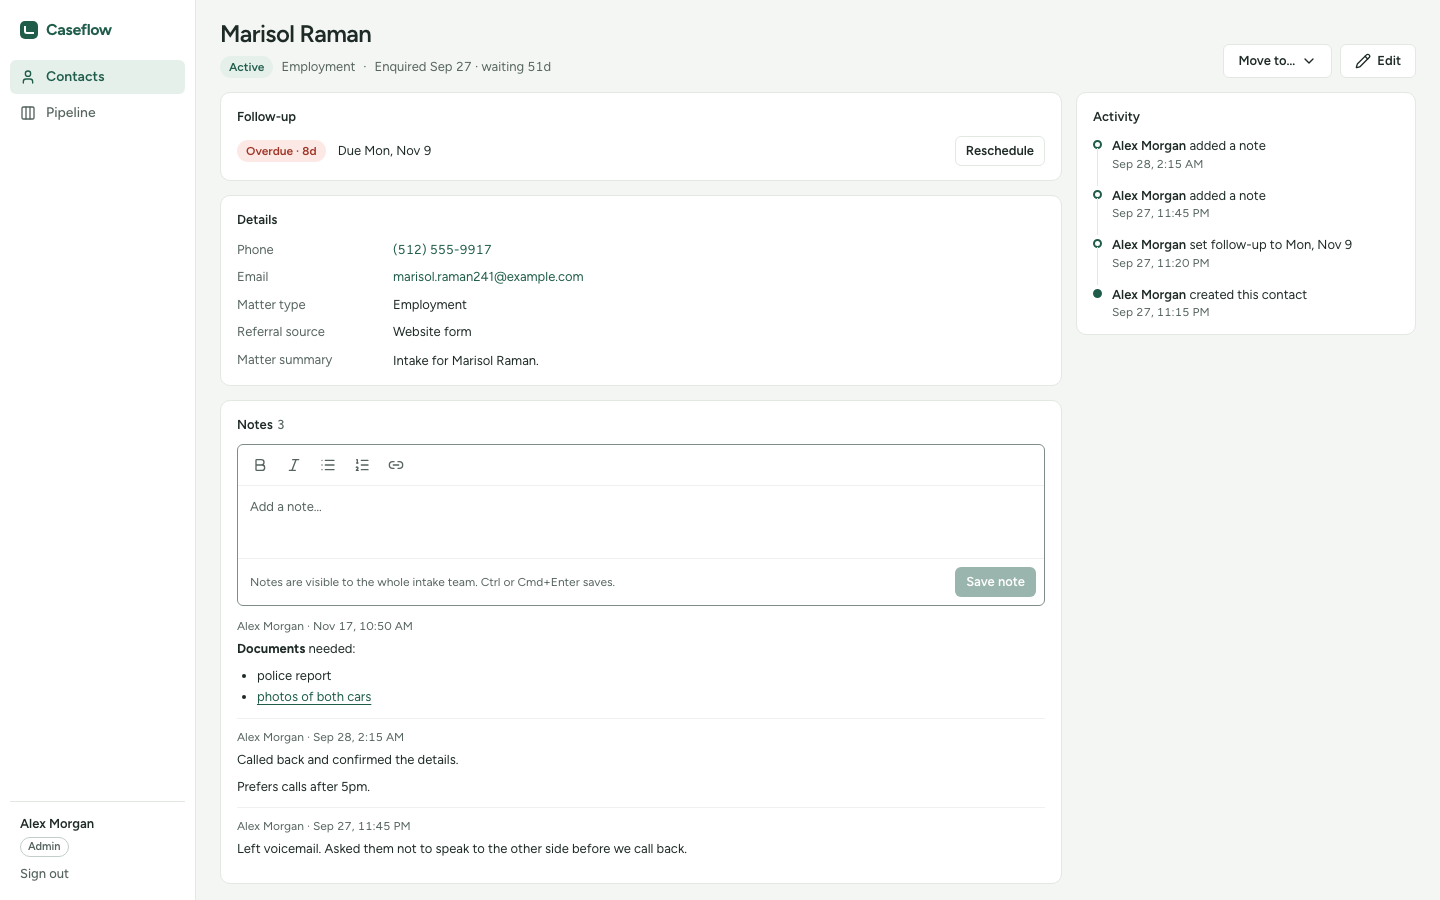 Caseflow
Contacts
Pipeline
Alex Morgan
Admin
Sign out
Marisol Raman
Active Employment · Enquired Sep 27 · waiting 51d
Move to...
Edit
Follow-up
Overdue · 8d Due Mon, Nov 9
Reschedule
Details
Phone (512) 555-9917
Email marisol.raman241@example.com
Matter type Employment
Referral source Website form
Matter summary Intake for Marisol Raman.
Notes 3
Add a note...
Notes are visible to the whole intake team. Ctrl or Cmd+Enter saves.
Save note
Alex Morgan · Nov 17, 10:50 AM
Documents needed:
• police report
• photos of both cars
Alex Morgan · Sep 28, 2:15 AM
Called back and confirmed the details.
Prefers calls after 5pm.
Alex Morgan · Sep 27, 11:45 PM
Left voicemail. Asked them not to speak to the other side before we call back.
Activity
Alex Morgan added a note
Sep 28, 2:15 AM
Alex Morgan added a note
Sep 27, 11:45 PM
Alex Morgan set follow-up to Mon, Nov 9
Sep 27, 11:20 PM
Alex Morgan created this contact
Sep 27, 11:15 PM